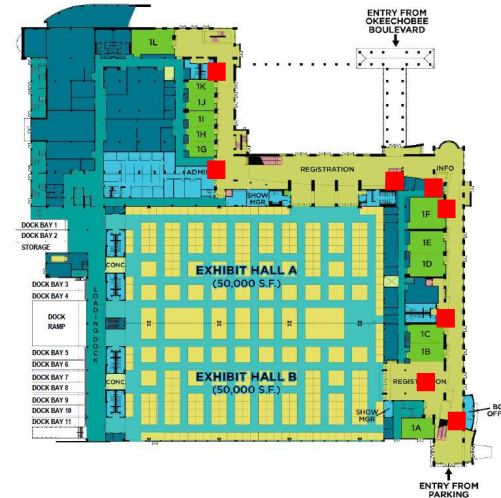 ENTRY FROM
OKEECHOBEE
BOULEVARD
1L
1K
1J
1I
1H
1G
ADMIN
REGISTRATION
INFO
SHOW
MGR
1F
1E
1D
DOCK BAY 1
DOCK BAY 2
STORAGE
CONC
EXHIBIT HALL A
(50,000 S.F.)
DOCK BAY 3
DOCK BAY 4
LOADING DOCK
DOCK
RAMP
1C
1B
DOCK BAY 5
DOCK BAY 6
DOCK BAY 7
DOCK BAY 8
DOCK BAY 9
DOCK BAY 10
DOCK BAY 11
CONC
EXHIBIT HALL B
(50,000 S.F.)
REGISTRATION
SHOW
MGR
1A
ENTRY FROM
PARKING